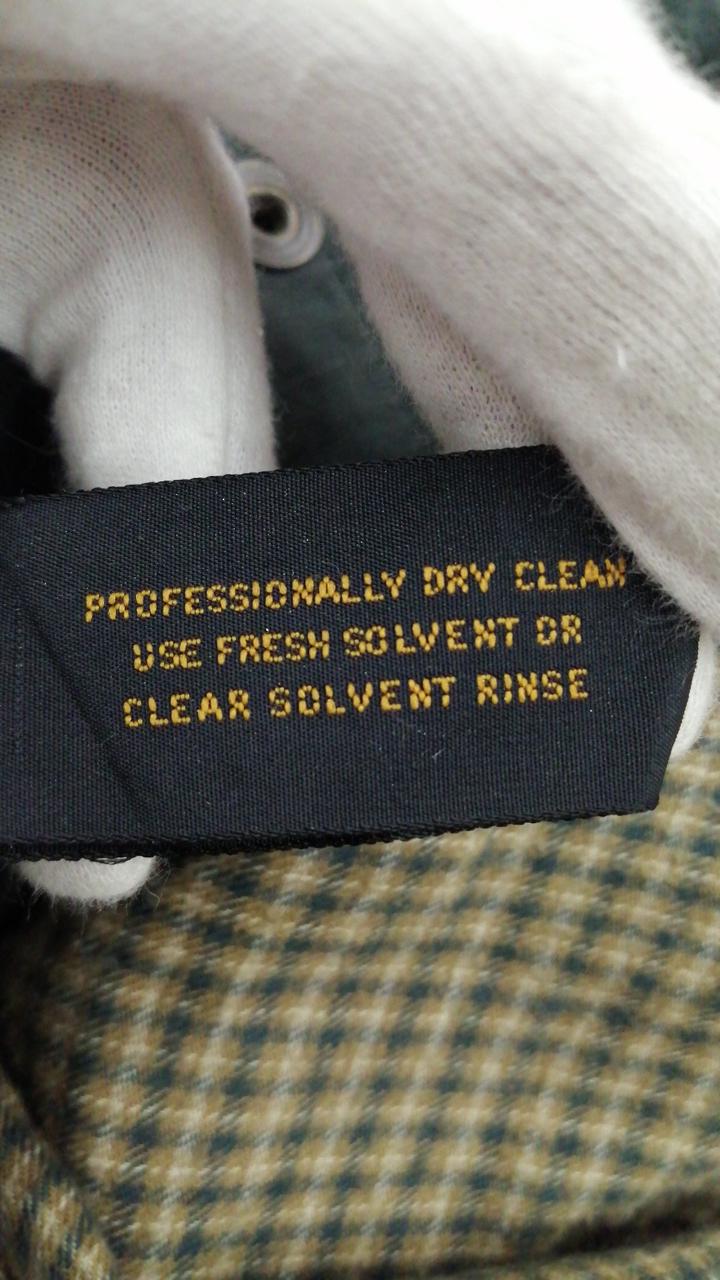 PROFESSIONALLY DRY CLEAN
USE FRESH SOLVENT OR
CLEAR SOLVENT RINSE